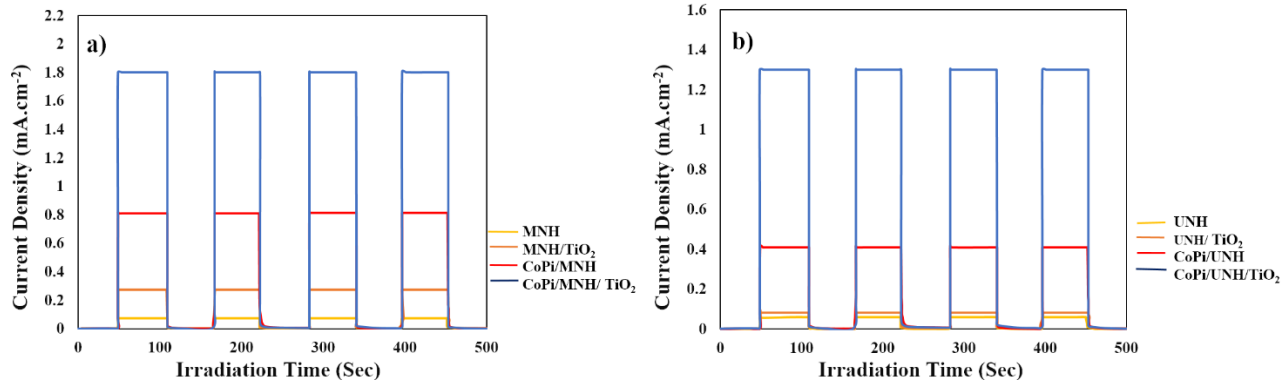 a)
2.2
2
1.8
1.6
1.4
1.2
1
0.8
0.6
0.4
0.2
0
Current Density (mA.cm-2)
0 100 200 300 400 500
Irradiation Time (Sec)
MNH
MNH/TiO2
CoPi/MNH
CoPi/MNH/ TiO2
b)
1.6
1.4
1.2
1
0.8
0.6
0.4
0.2
0
Current Density (mA.cm-2)
0 100 200 300 400 500
Irradiation Time (Sec)
UNH
UNH/ TiO2
CoPi/UNH
CoPi/UNH/TiO2